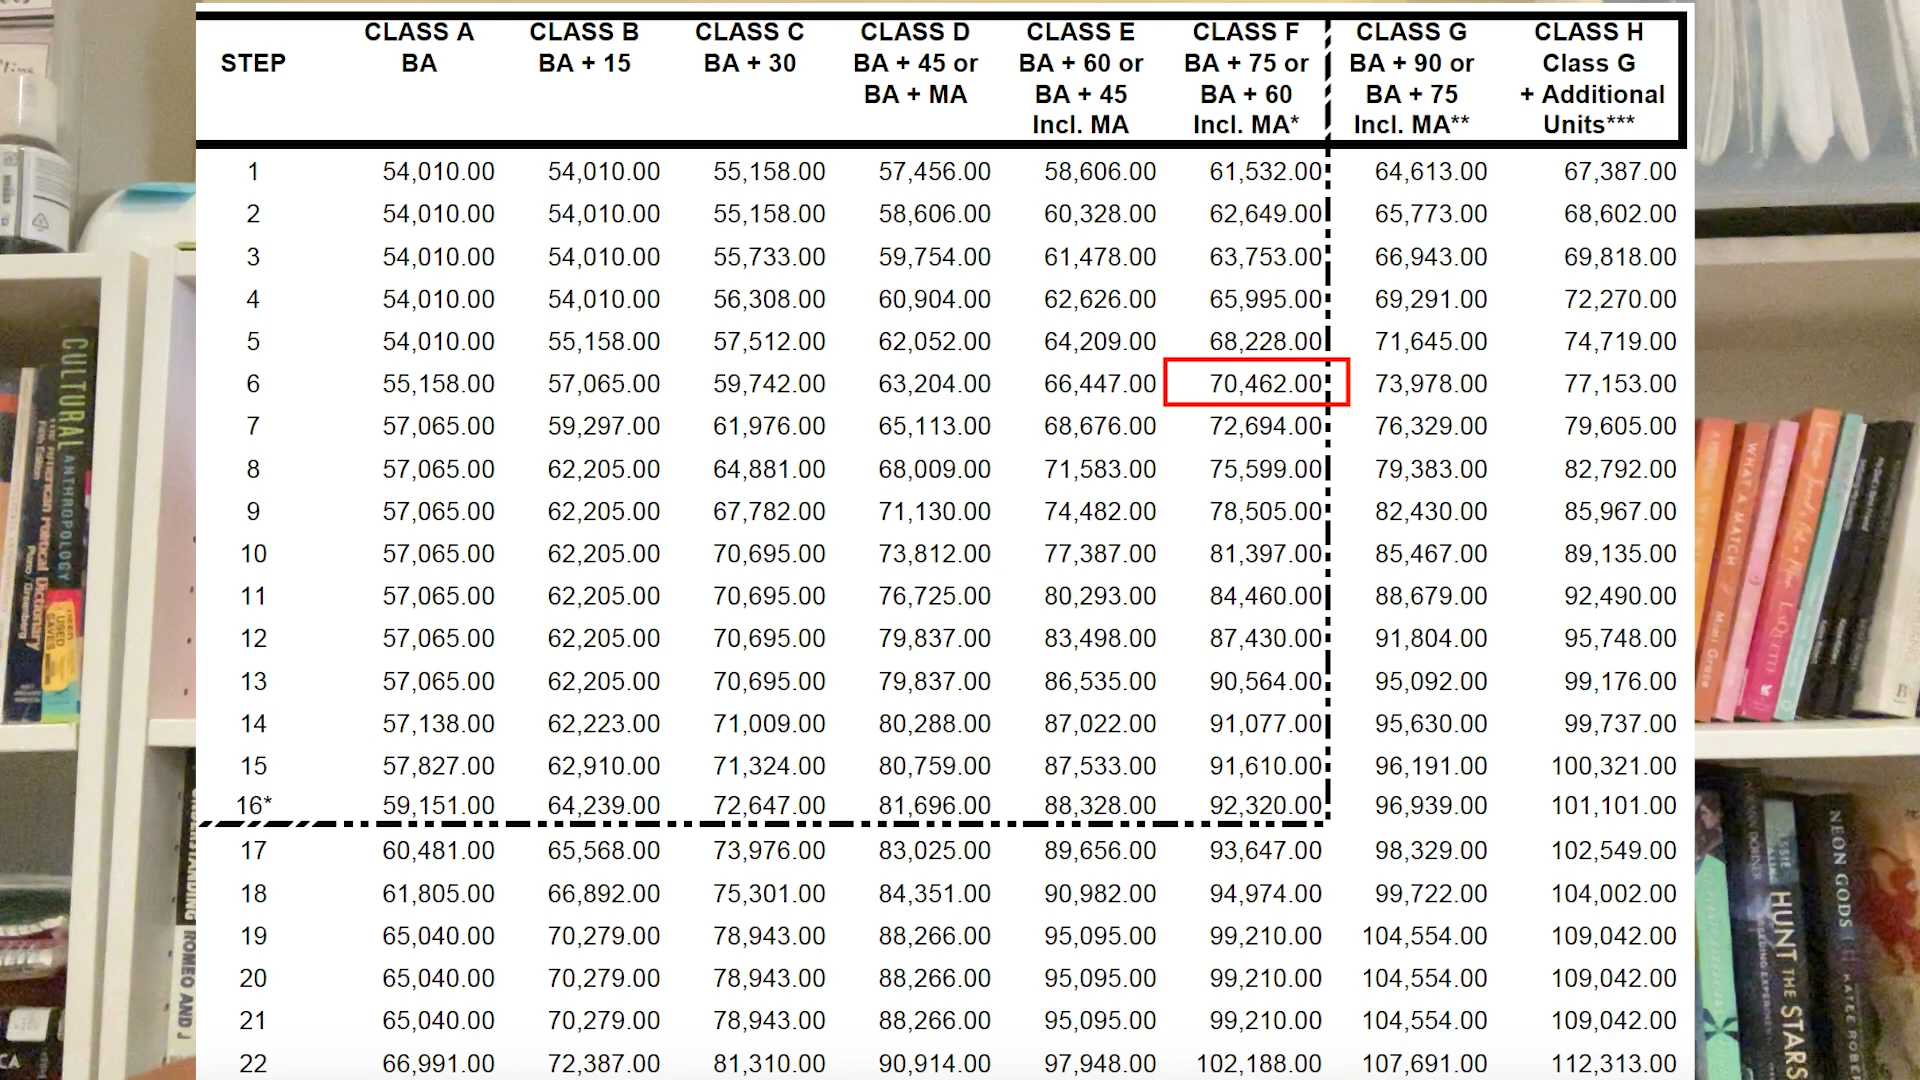 CLASS A CLASS B CLASS C CLASS D CLASS E CLASS F CLASS G CLASS H
STEP BA BA + 15 BA + 30 BA + 45 or BA + 60 or BA + 75 or BA + 90 or Class G
BA + MA BA + 45 BA + 60 BA + 75 + Additional
Incl. MA Incl. MA* Incl. MA** Units***
1 54,010.00 54,010.00 55,158.00 57,456.00 58,606.00 61,532.00 64,613.00 67,387.00
2 54,010.00 54,010.00 55,158.00 58,606.00 60,328.00 62,649.00 65,773.00 68,602.00
3 54,010.00 54,010.00 55,733.00 59,754.00 61,478.00 63,753.00 66,943.00 69,818.00
4 54,010.00 54,010.00 56,308.00 60,904.00 62,626.00 65,995.00 69,291.00 72,270.00
5 54,010.00 55,158.00 57,512.00 62,052.00 64,209.00 68,228.00 71,645.00 74,719.00
6 55,158.00 57,065.00 59,742.00 63,204.00 66,447.00 70,462.00 73,978.00 77,153.00
7 57,065.00 59,297.00 61,976.00 65,113.00 68,676.00 72,694.00 76,329.00 79,605.00
8 57,065.00 62,205.00 64,881.00 68,009.00 71,583.00 75,599.00 79,383.00 82,792.00
9 57,065.00 62,205.00 67,782.00 71,130.00 74,482.00 78,505.00 82,430.00 85,967.00
10 57,065.00 62,205.00 70,695.00 73,812.00 77,387.00 81,397.00 85,467.00 89,135.00
11 57,065.00 62,205.00 70,695.00 76,725.00 80,293.00 84,460.00 88,679.00 92,490.00
12 57,065.00 62,205.00 70,695.00 79,837.00 83,498.00 87,430.00 91,804.00 95,748.00
13 57,065.00 62,205.00 70,695.00 79,837.00 86,535.00 90,564.00 95,092.00 99,176.00
14 57,138.00 62,223.00 71,009.00 80,288.00 87,022.00 91,077.00 95,630.00 99,737.00
15 57,827.00 62,910.00 71,324.00 80,759.00 87,533.00 91,610.00 96,191.00 100,321.00
16* 59,151.00 64,239.00 72,647.00 81,696.00 88,328.00 92,320.00 96,939.00 101,101.00
17 60,481.00 65,568.00 73,976.00 83,025.00 89,656.00 93,647.00 98,329.00 102,549.00
18 61,805.00 66,892.00 75,301.00 84,351.00 90,982.00 94,974.00 99,722.00 104,002.00
19 65,040.00 70,279.00 78,943.00 88,266.00 95,095.00 99,210.00 104,554.00 109,042.00
20 65,040.00 70,279.00 78,943.00 88,266.00 95,095.00 99,210.00 104,554.00 109,042.00
21 65,040.00 70,279.00 78,943.00 88,266.00 95,095.00 99,210.00 104,554.00 109,042.00
22 66,991.00 72,387.00 81,310.00 90,914.00 97,948.00 102,188.00 107,691.00 112,313.00
CULTURAL ANTHROPOLOGY
American Political Dictionary
USED
ROMEO AND J
WHAT A MATCH
Mimi Grace
NEON GODS
HUNT THE STARS